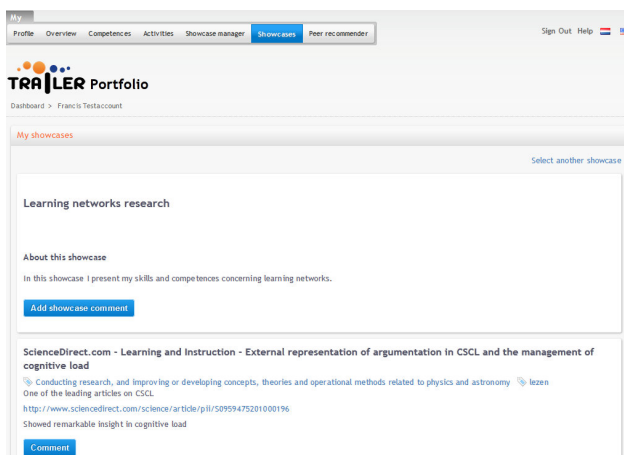 My
Profile Overview Competences Activities Showcase manager Showcases Peer recommender
Sign Out Help
TRAILER Portfolio
Dashboard > Francis Testaccount
My showcases
Select another showcase
Learning networks research
About this showcase
In this showcase I present my skills and competences concerning learning networks.
Add showcase comment
ScienceDirect.com - Learning and Instruction - External representation of argumentation in CSCL and the management of
cognitive load
Conducting research, and improving or developing concepts, theories and operational methods related to physics and astronomy lezen
One of the leading articles on CSCL
http://www.sciencedirect.com/science/article/pii/S0959475201000196
Showed remarkable insight in cognitive load
Comment